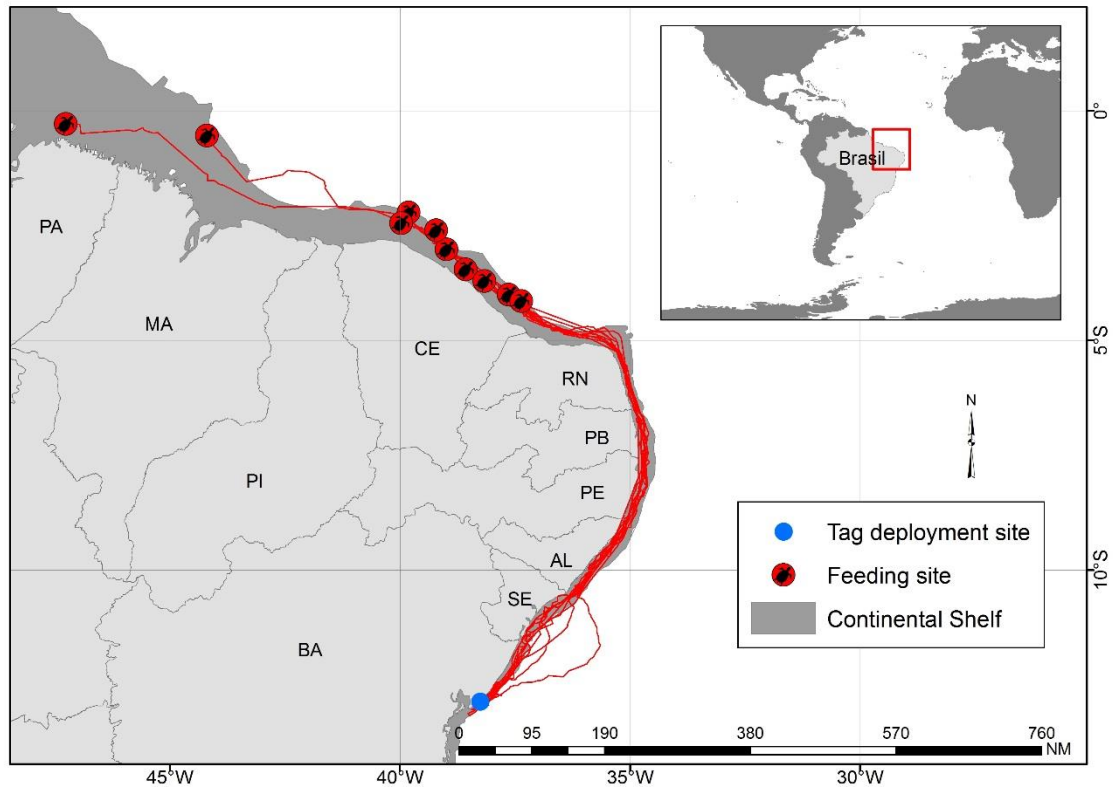 Brasil
0°
PA
MA
CE
5°S
RN
PB
PI
PE
N
AL
SE
10°S
BA
Tag deployment site
Feeding site
Continental Shelf
0 95 190 380 570 760
NM
45°W 40°W 35°W 30°W